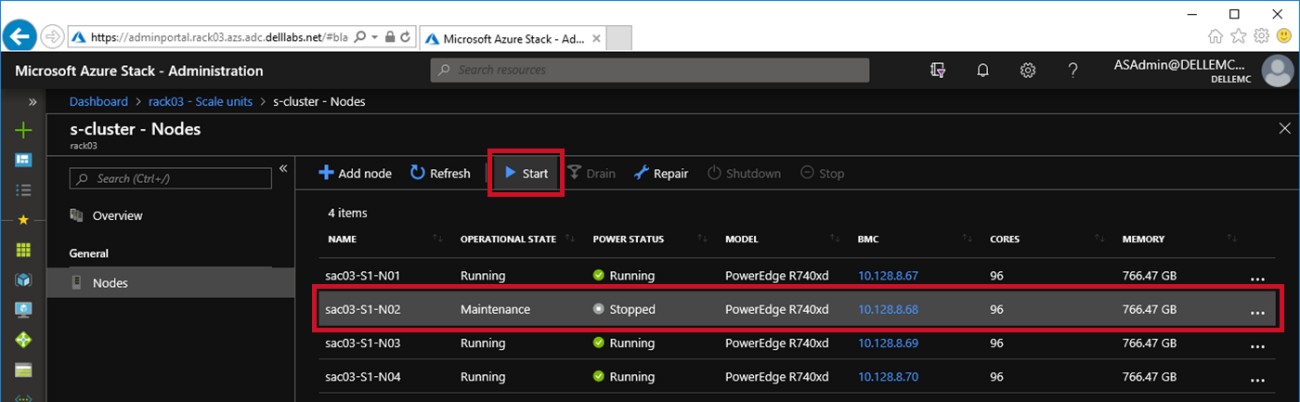 https://adminportal.rack03.azs.adc.delllabs.net/#bla
Microsoft Azure Stack - Ad...
Microsoft Azure Stack - Administration
Search resources
ASAdmin@DELLEMC...
DELLEMC
Dashboard > rack03 - Scale units > s-cluster - Nodes
s-cluster - Nodes
rack03
Search (Ctrl+/)
Overview
General
Nodes
Add node Refresh Start Drain Repair Shutdown Stop
4 items
NAME OPERATIONAL STATE POWER STATUS MODEL BMC CORES MEMORY
sac03-S1-N01 Running Running PowerEdge R740xd 10.128.8.67 96 766.47 GB ...
sac03-S1-N02 Maintenance Stopped PowerEdge R740xd 10.128.8.68 96 766.47 GB ...
sac03-S1-N03 Running Running PowerEdge R740xd 10.128.8.69 96 766.47 GB ...
sac03-S1-N04 Running Running PowerEdge R740xd 10.128.8.70 96 766.47 GB ...